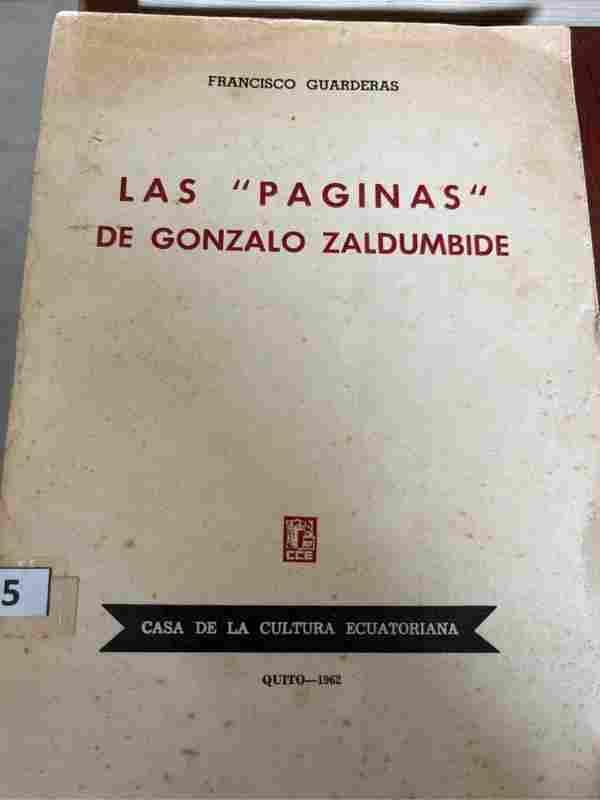 FRANCISCO GUARDERAS
LAS "PAGINAS"
DE GONZALO ZALDUMBIDE
CCE
5
CASA DE LA CULTURA ECUATORIANA
QUITO—1962